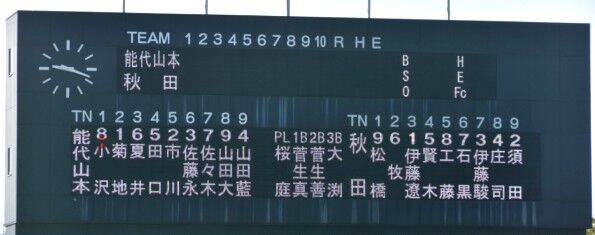 TEAM 1 2 3 4 5 6 7 8 9 10 R H E
能代山本 B H
秋田 S E
O Fc
TN 1 2 3 4 5 6 7 8 9 TN 1 2 3 4 5 6 7 8 9
能 8 1 6 5 2 3 7 9 4 PL 1B 2B 3B 秋 9 6 1 5 8 7 3 4 2
代 小 菊 夏 田 市 佐 佐 山 山 桜 菅 菅 大 松 伊 賢 工 石 伊 庄 須
山 藤 々 田 田 生 生 牧 藤 藤
本 沢 地 井 口 川 永 木 大 藍 庭 真 善 渕 田 橋 遼 木 藤 黒 駿 司 田